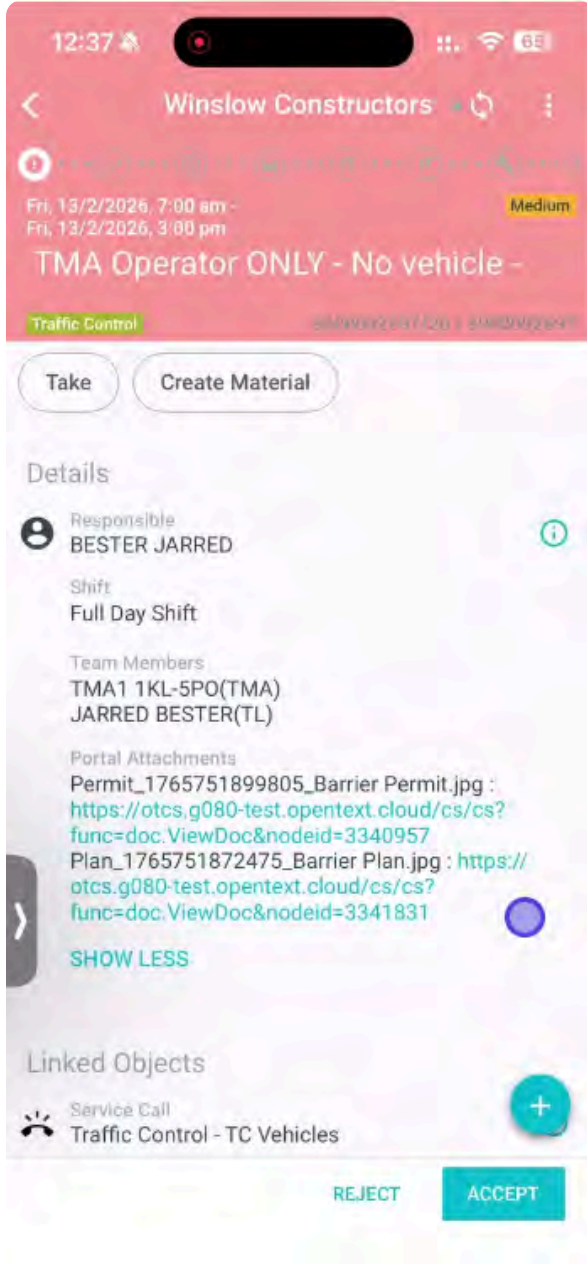 12:37
65
Winslow Constructors
Fri, 13/2/2026, 7:00 am -
Fri, 13/2/2026, 3:00 pm
Medium
TMA Operator ONLY - No vehicle -
Traffic Control
Take
Create Material
Details
Responsible
BESTER JARRED
Shift
Full Day Shift
Team Members
TMA1 1KL-5PO(TMA)
JARRED BESTER(TL)
Portal Attachments
Permit_1765751899805_Barrier Permit.jpg :
https://otcs.g080-test.opentext.cloud/cs/cs?
func=doc.ViewDoc&nodeid=3340957
Plan_1765751872475_Barrier Plan.jpg : https://
otcs.g080-test.opentext.cloud/cs/cs?
func=doc.ViewDoc&nodeid=3341831
SHOW LESS
Linked Objects
Service Call
Traffic Control - TC Vehicles
REJECT
ACCEPT